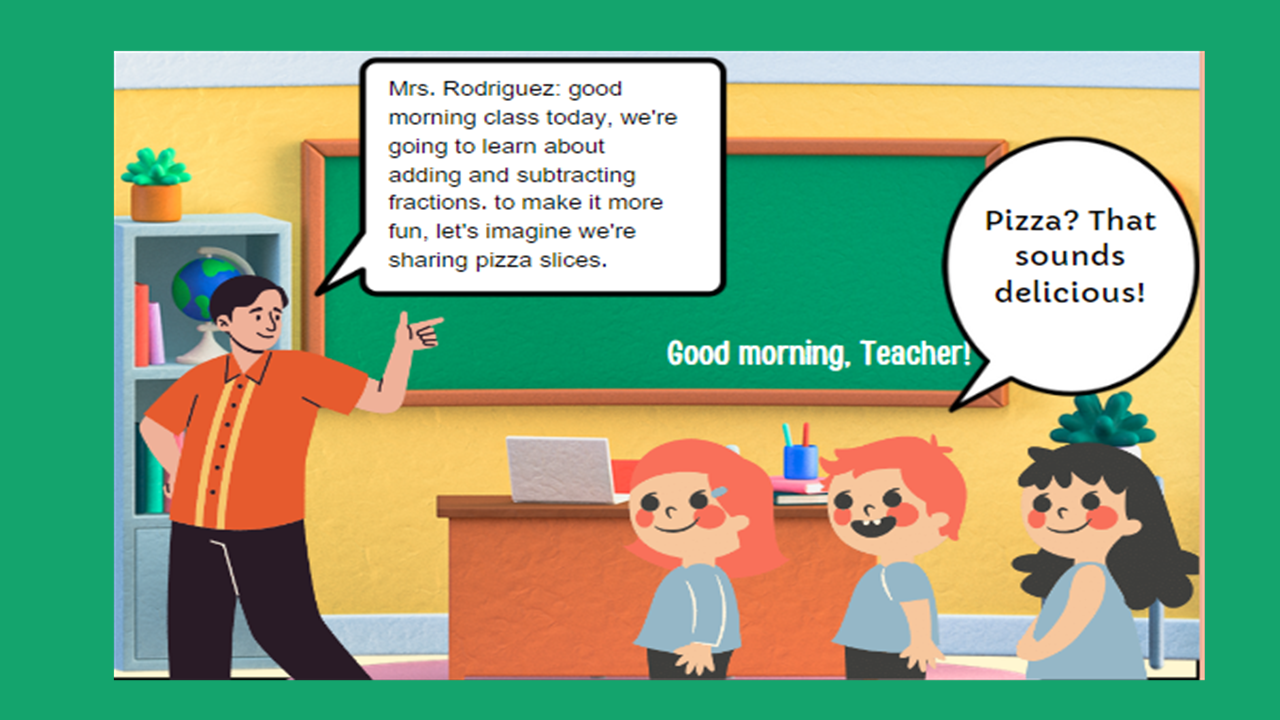 Mrs. Rodriguez: good
morning class today, we're
going to learn about
adding and subtracting
fractions. to make it more
fun, let's imagine we're
sharing pizza slices.
Good morning, Teacher!
Pizza? That
sounds
delicious!